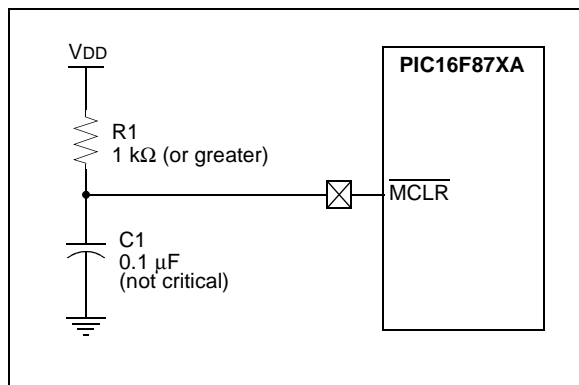 VDD
PIC16F87XA
R1
1 kΩ (or greater)
MCLR
C1
0.1 μF
(not critical)